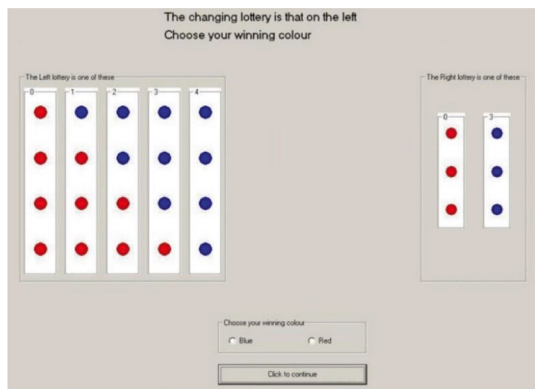 The changing lottery is that on the left
Choose your winning colour
The Left lottery is one of these
0 1 2 3 4
The Right lottery is one of these
0 3
Choose your winning colour
Blue Red
Click to continue